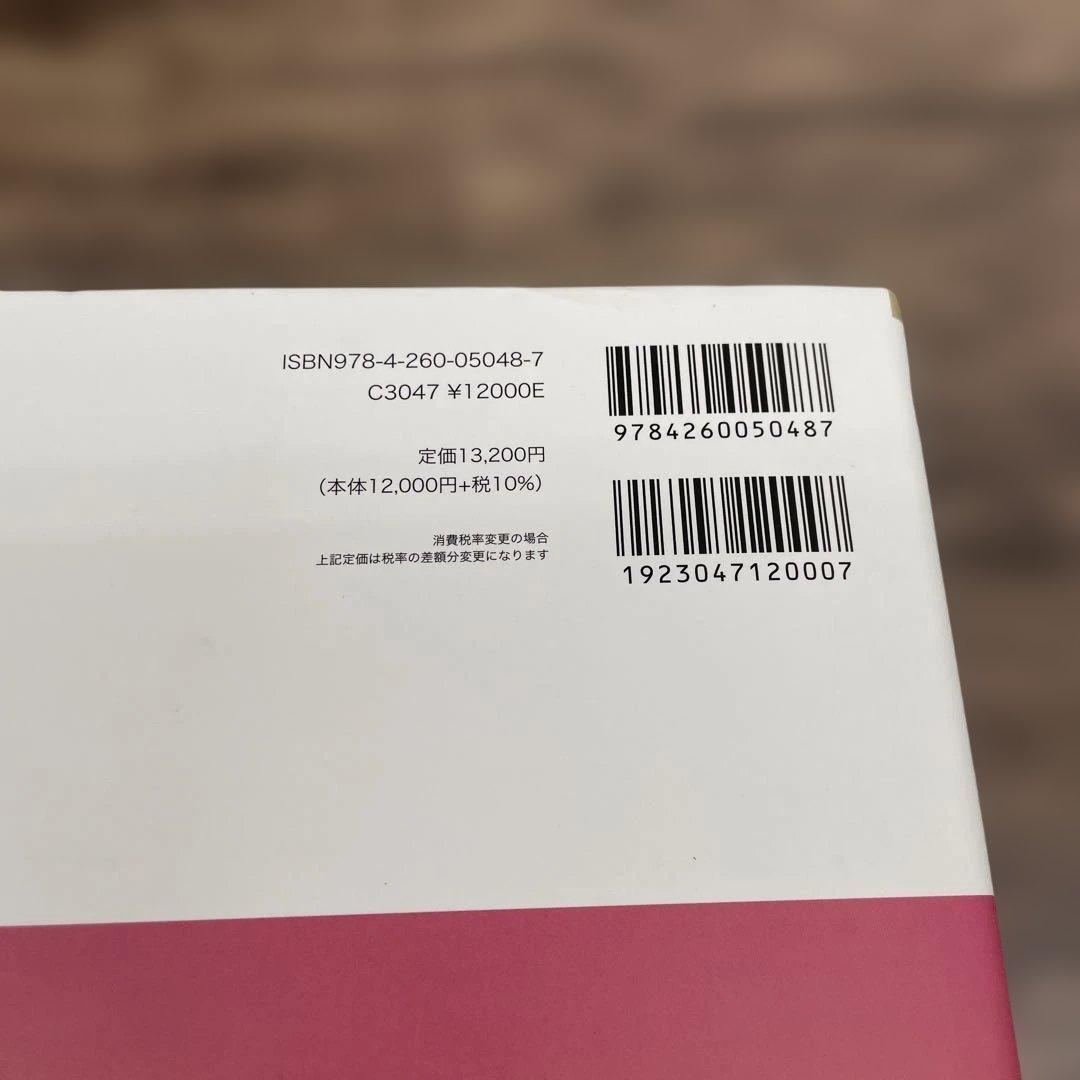 ISBN978-4-260-05048-7
C3047 ¥12000E
定価13,200円
（本体12,000円+税10%）
消費税率変更の場合
上記定価は税率の差額分変更になります
9784260050487
1923047120007